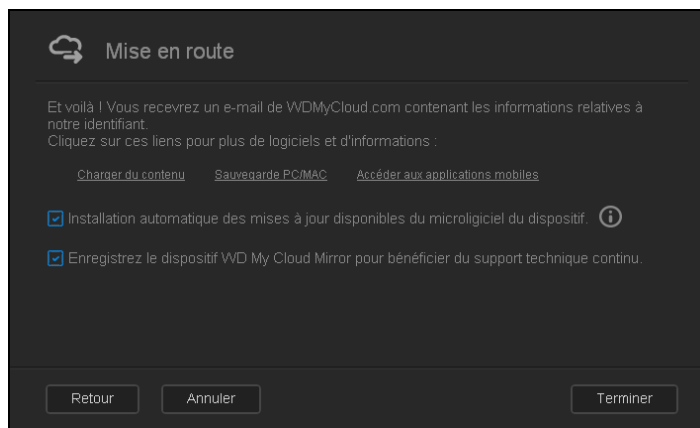 Mise en route
Et voilà ! Vous recevrez un e-mail de WDMyCloud.com contenant les informations relatives à
notre identifiant.
Cliquez sur ces liens pour plus de logiciels et d'informations :
Charger du contenu Sauvegarde PC/MAC Accéder aux applications mobiles
Installation automatique des mises à jour disponibles du microligiciel du dispositif.
Enregistrez le dispositif WD My Cloud Mirror pour bénéficier du support technique continu.
Retour Annuler Terminer